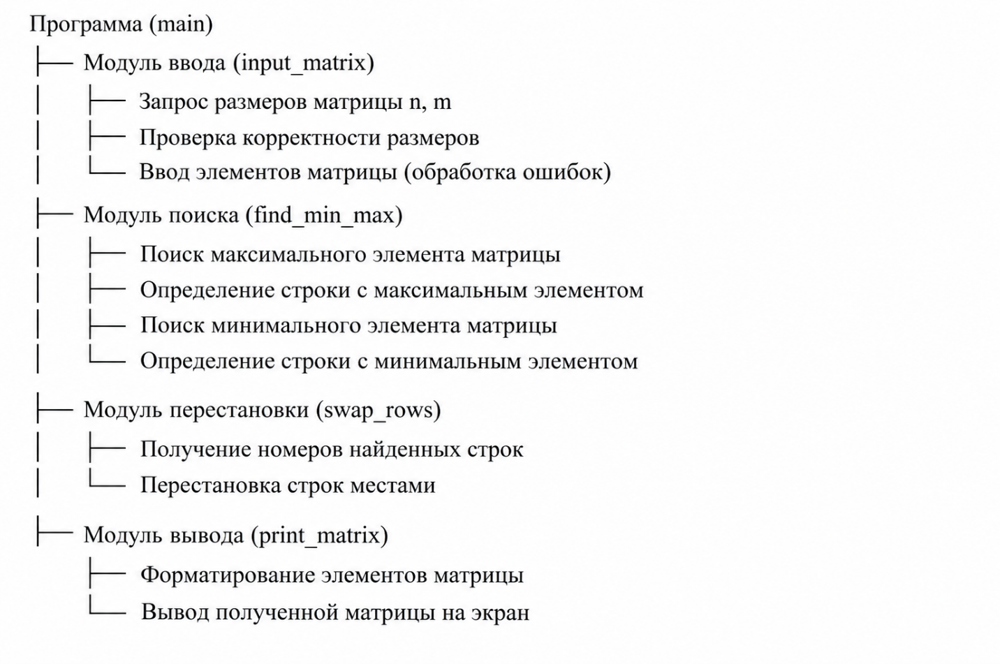 Программа (main)
├── Модуль ввода (input_matrix)
│   ├── Запрос размеров матрицы n, m
│   ├── Проверка корректности размеров
│   └── Ввод элементов матрицы (обработка ошибок)
├── Модуль поиска (find_min_max)
│   ├── Поиск максимального элемента матрицы
│   ├── Определение строки с максимальным элементом
│   ├── Поиск минимального элемента матрицы
│   └── Определение строки с минимальным элементом
├── Модуль перестановки (swap_rows)
│   ├── Получение номеров найденных строк
│   └── Перестановка строк местами
├── Модуль вывода (print_matrix)
    ├── Форматирование элементов матрицы
    └── Вывод полученной матрицы на экран